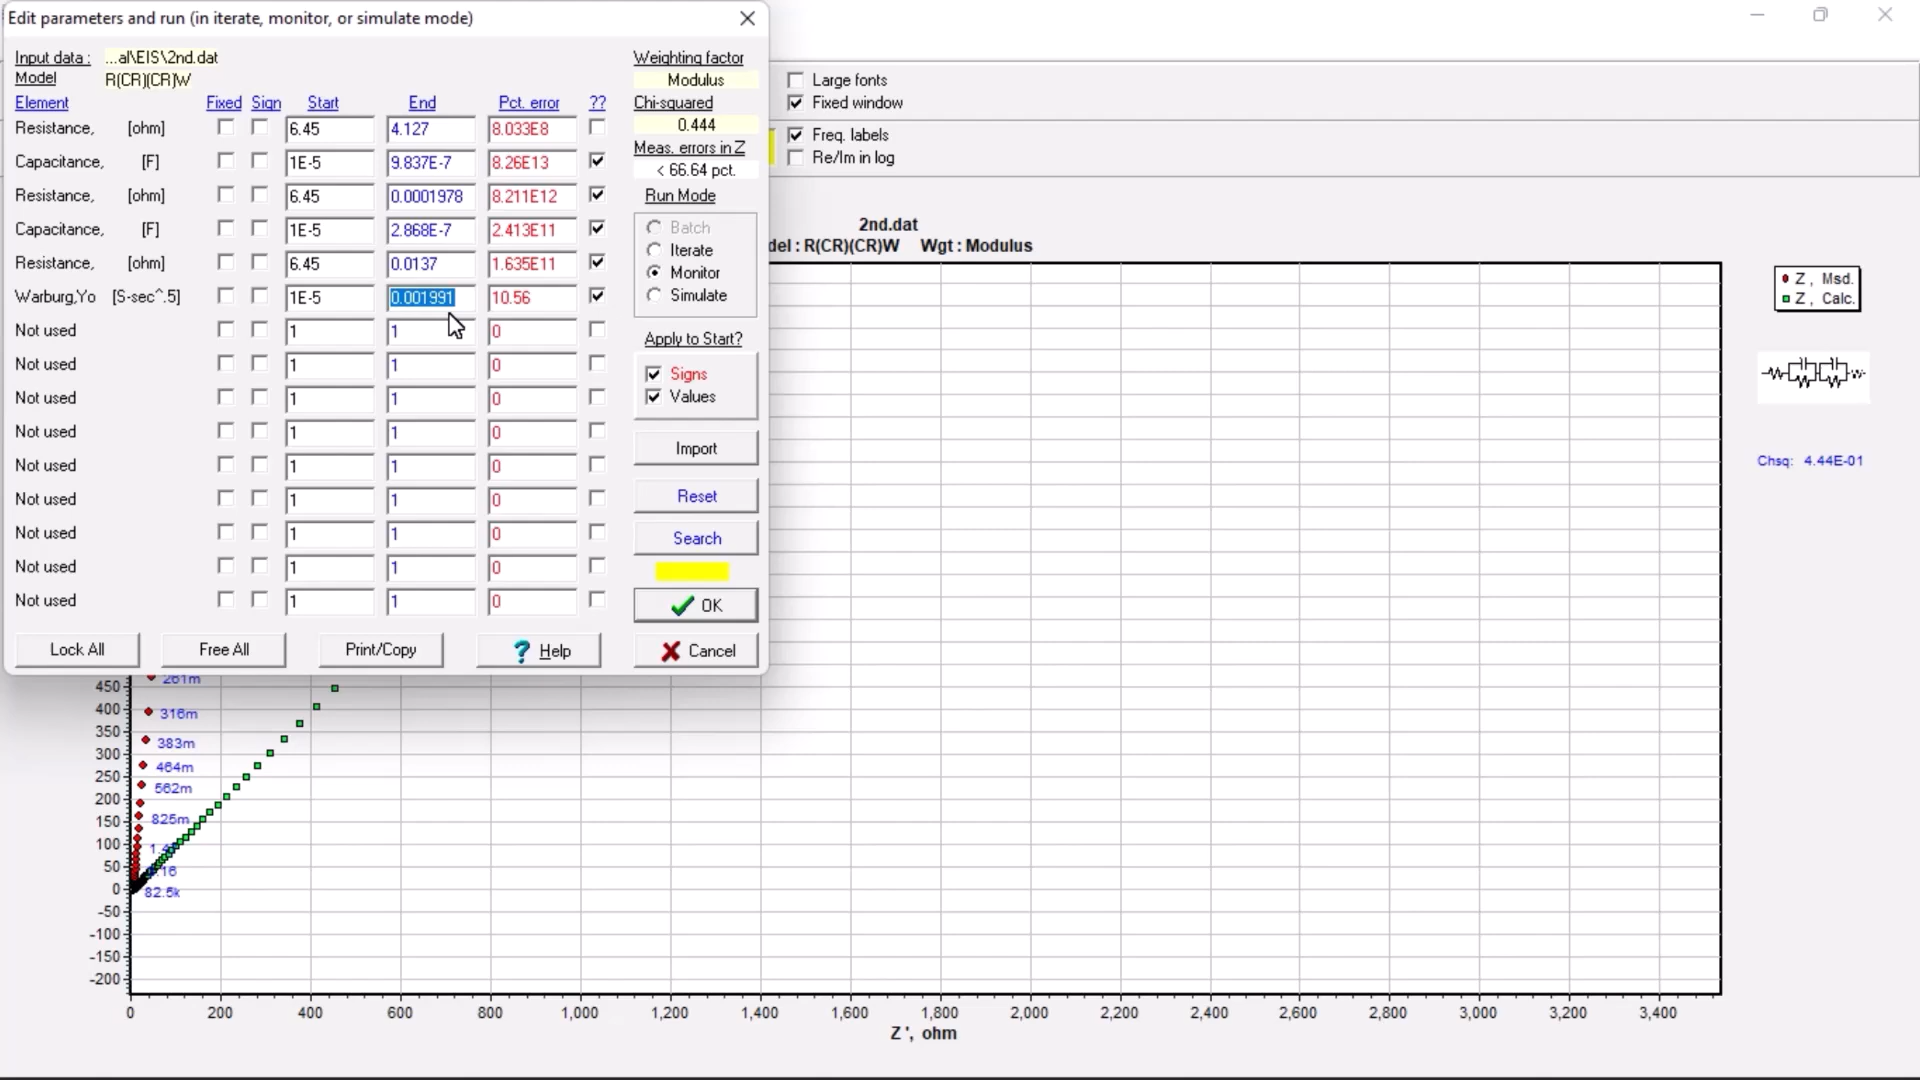 Edit parameters and run (in iterate, monitor, or simulate mode)
Input data : ...al\EIS\2nd.dat
Model R(CR)(CR)W
Element Fixed Sign Start End Pct. error ??
Resistance, [ohm] 6.45 4.127 8.033E8
Capacitance, [F] 1E-5 9.837E-7 8.26E13
Resistance, [ohm] 6.45 0.0001978 8.211E12
Capacitance, [F] 1E-5 2.868E-7 2.413E11
Resistance, [ohm] 6.45 0.0137 1.635E11
Warburg,Yo [S-sec^.5] 1E-5 0.001991 10.56
Not used 1 1 0
Not used 1 1 0
Not used 1 1 0
Not used 1 1 0
Not used 1 1 0
Not used 1 1 0
Not used 1 1 0
Not used 1 1 0
Not used 1 1 0
Lock All Free All Print/Copy ? Help
Weighting factor
Modulus
Chi-squared
0.444
Meas. errors in Z
< 66.64 pct.
Run Mode
Batch
Iterate
Monitor
Simulate
Apply to Start?
Signs
Values
Import
Reset
Search
OK
Cancel
Large fonts
Fixed window
Freq. labels
Re/Im in log
2nd.dat
del : R(CR)(CR)W Wgt : Modulus
Z , Msd.
Z , Calc.
W
Chsq: 4.44E-01
261m
450
316m
400
350
383m
300
464m
250
562m
200
825m
150
100
50
0
82.5k
-50
-100
-150
-200
0 200 400 600 800 1,000 1,200 1,400 1,600 1,800 2,000 2,200 2,400 2,600 2,800 3,000 3,200 3,400
Z ', ohm